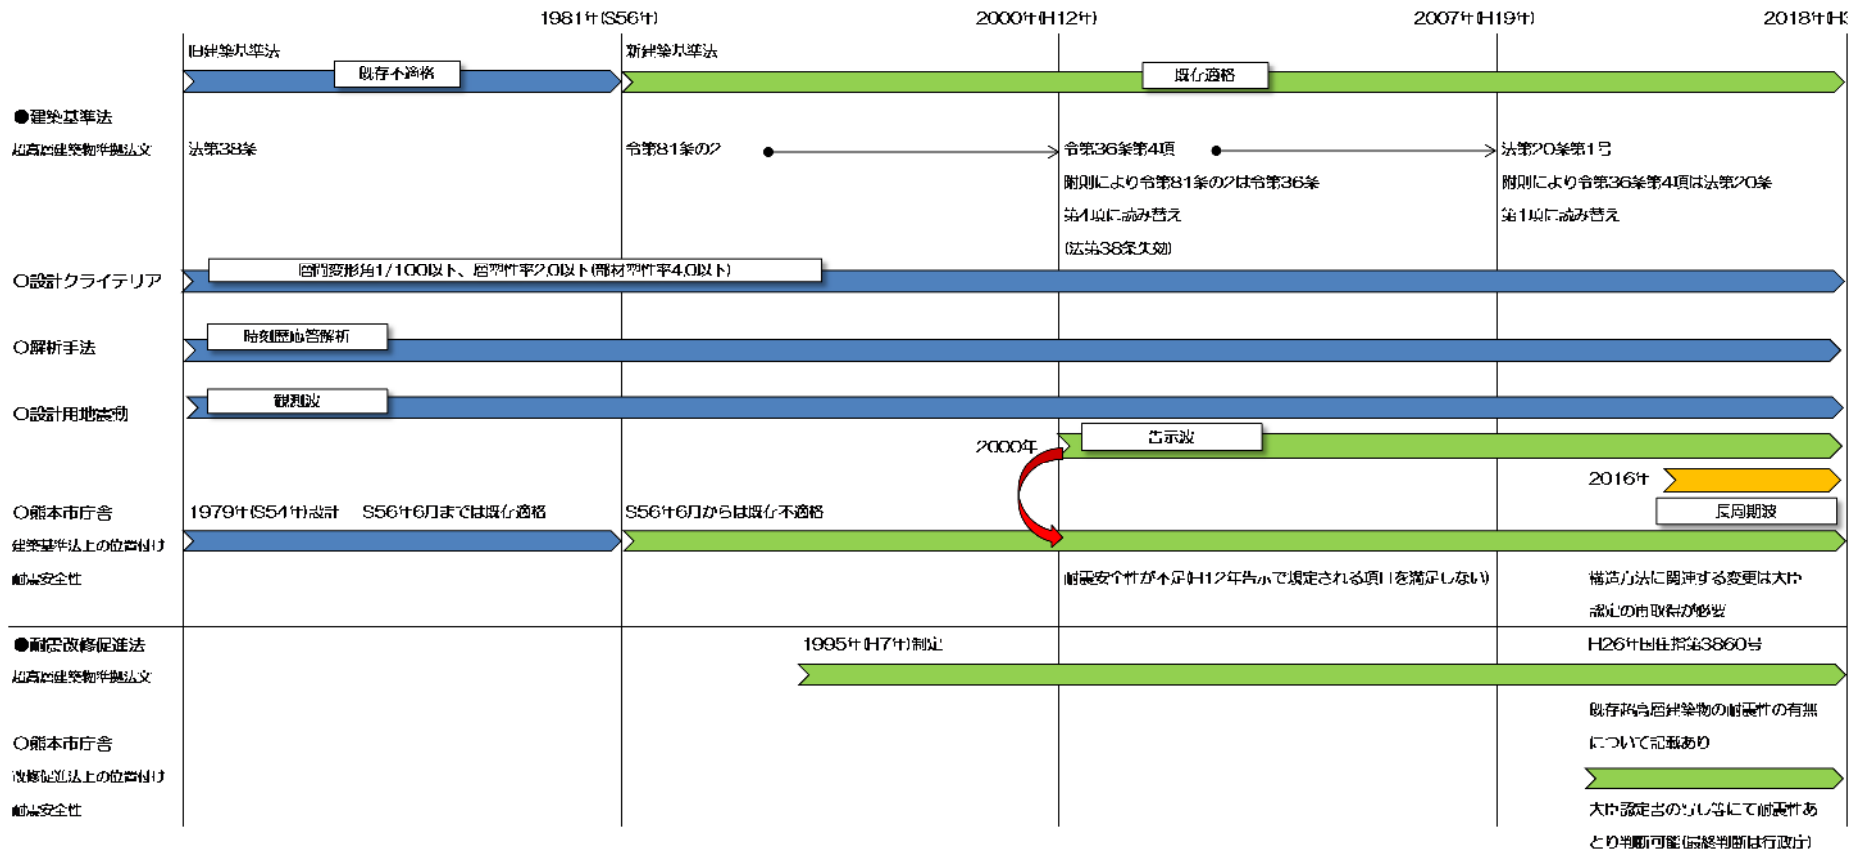 1981年(S56年)
2000年(H12年)
2007年(H19年)
2018年(H3
旧建築基準法
新建築基準法
既存不適格
既存適格
●建築基準法
超高層建築物準拠法文
法第38条
令第81条の2
令第36条第4項
法第20条第1号
附則により令第81条の2は令第36条
第4項に読み替え
(法第38条失効)
附則により令第36条第4項は法第20条
第1項に読み替え
〇設計クライテリア
層間変形角1/100以下、層塑性率2.0以下(部材塑性率4.0以下)
〇解析手法
時刻歴応答解析
〇設計用地震動
観測波
2000年
告示波
2016年
長周期波
〇熊本市庁舎
建築基準法上の位置付け
耐震安全性
1979年(S54年)設計
S56年6月までは既存適格
S56年6月からは既存不適格
耐震安全性が不足(H12年告示で規定される項目を満足しない)
構造方法に関連する変更は大臣
認定の再取得が必要
●耐震改修促進法
超高層建築物準拠法文
1995年(H7年)制定
H26年国住指第3860号
既存超高層建築物の耐震性の有無
について記載あり
〇熊本市庁舎
改修促進法上の位置付け
耐震安全性
大臣認定書の写し等にて耐震性あ
とり判断可能(最終判断は行政庁)